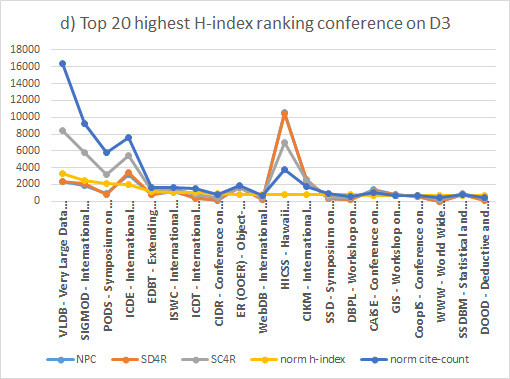 d) Top 20 highest H-index ranking conference on D3
18000
16000
14000
12000
10000
8000
6000
4000
2000
0
VLDB - Very Large Data...
SIGMOD - International...
PODS - Symposium on...
ICDE - International...
EDBT - Extending...
ISWC - International...
ICDT - International...
CIDR - Conference on...
ER (OOER) - Object-...
WebDB - International...
HICSS - Hawaii...
CIKM - International...
SSD - Symposium on...
DBPL - Workshop on...
CAiSE - Conference on...
GIS - Workshop on...
CoopIS - Conference...
WWW - World Wide...
SSDBM - Statistical and...
DOOD - Deductive and...
NPC SD4R SC4R norm h-index norm cite-count